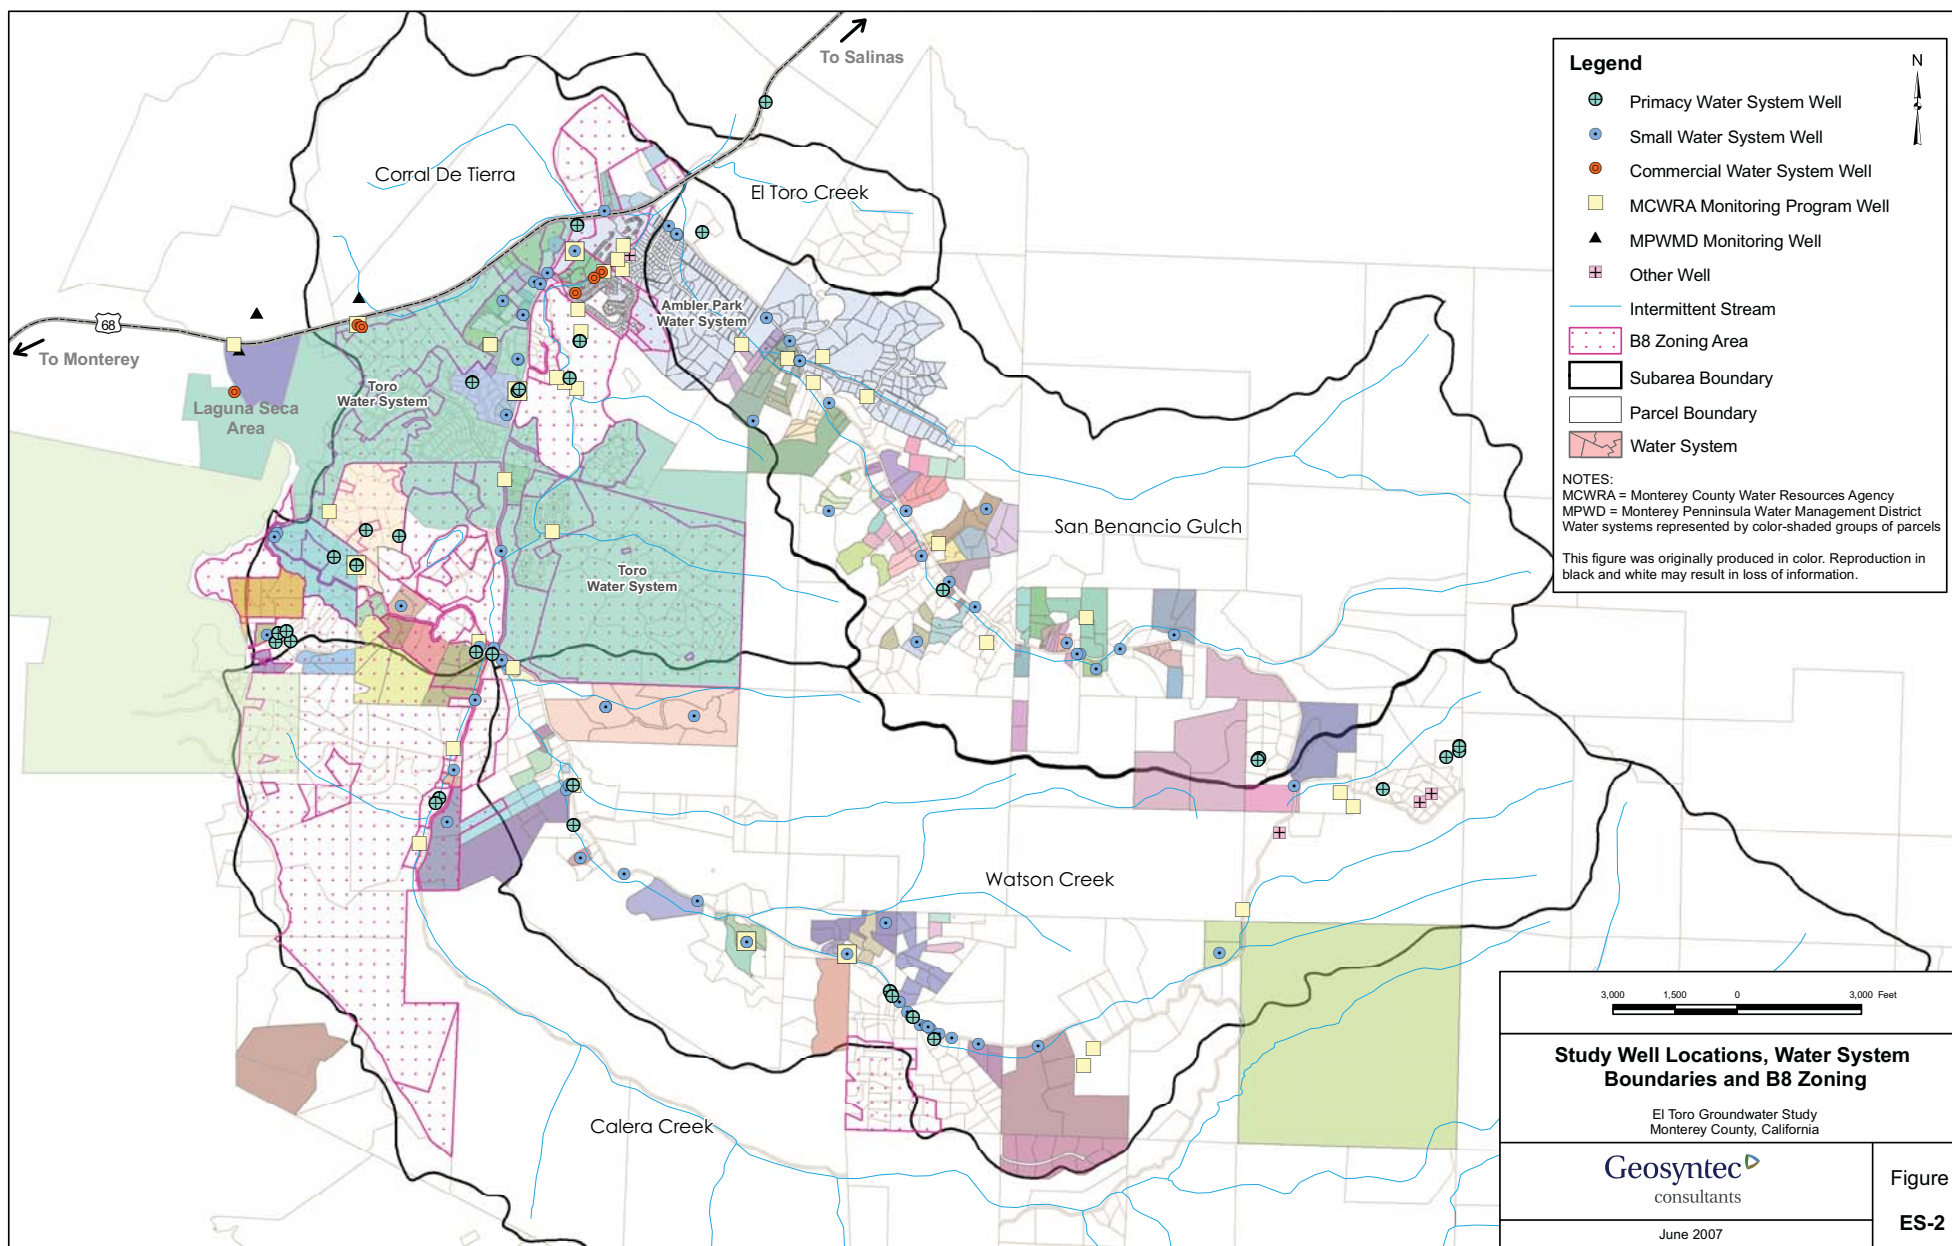 To Salinas
Corral De Tierra
El Toro Creek
68
To Monterey
Ambler Park
Water System
Toro
Water System
Laguna Seca
Area
San Benancio Gulch
Toro
Water System
Watson Creek
Calera Creek
Legend
N
Primacy Water System Well
Small Water System Well
Commercial Water System Well
MCWRA Monitoring Program Well
MPWMD Monitoring Well
Other Well
Intermittent Stream
B8 Zoning Area
Subarea Boundary
Parcel Boundary
Water System
NOTES:
MCWRA = Monterey County Water Resources Agency
MPWD = Monterey Penninsula Water Management District
Water systems represented by color-shaded groups of parcels
This figure was originally produced in color. Reproduction in
black and white may result in loss of information.
3,000 1,500 0 3,000 Feet
Study Well Locations, Water System
Boundaries and B8 Zoning
El Toro Groundwater Study
Monterey County, California
Geosyntec
consultants
June 2007
Figure
ES-2